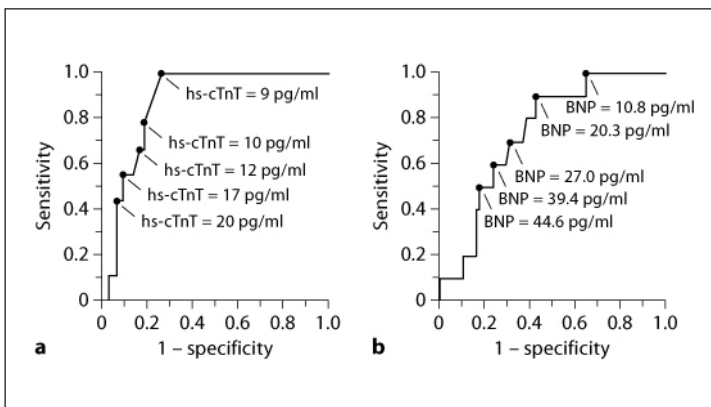 Sensitivity
1.0
0.8
0.6
0.4
0.2
0
0
0.2
0.4
0.6
0.8
1.0
hs-cTnT = 9 pg/ml
hs-cTnT = 10 pg/ml
hs-cTnT = 12 pg/ml
hs-cTnT = 17 pg/ml
hs-cTnT = 20 pg/ml
a
1 – specificity
Sensitivity
1.0
0.8
0.6
0.4
0.2
0
0
0.2
0.4
0.6
0.8
1.0
BNP = 10.8 pg/ml
BNP = 20.3 pg/ml
BNP = 27.0 pg/ml
BNP = 39.4 pg/ml
BNP = 44.6 pg/ml
b
1 – specificity